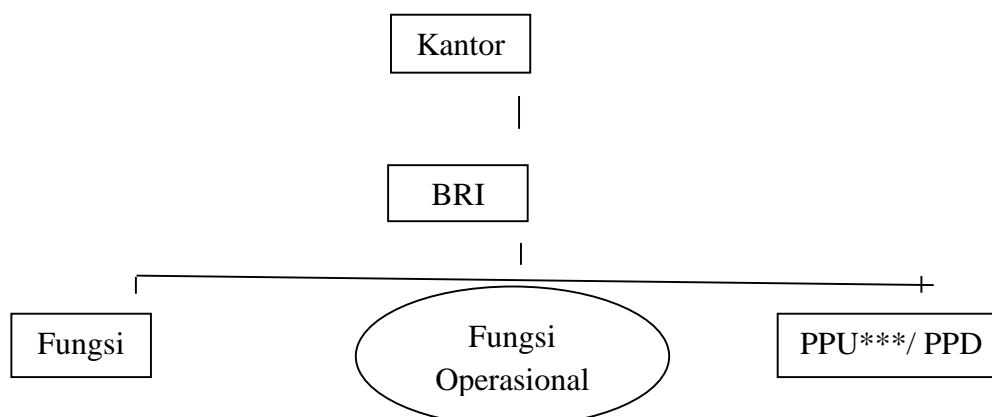 Kantor
BRI
Fungsi
Fungsi
Operasional
PPU***/ PPD